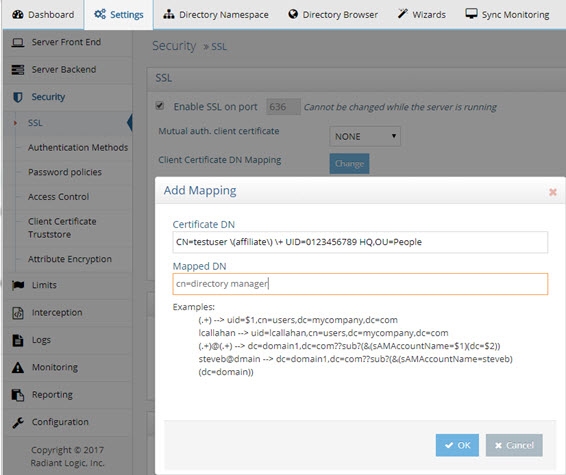 Dashboard
Settings
Directory Namespace
Directory Browser
Wizards
Sync Monitoring
Server Front End
Server Backend
Security
SSL
Authentication Methods
Password policies
Access Control
Client Certificate
Truststore
Attribute Encryption
Limits
Interception
Logs
Monitoring
Reporting
Configuration
Copyright © 2017
Radiant Logic, Inc.
Security » SSL
SSL
Enable SSL on port 636 Cannot be changed while the server is running
Mutual auth. client certificate NONE
Client Certificate DN Mapping Change
Add Mapping
Certificate DN
CN=testuser \(affiliate\) \+ UID=0123456789 HQ,OU=People
Mapped DN
cn=directory manager
Examples:
(.+) --> uid=$1,cn=users,dc=mycompany,dc=com
lcallahan --> uid=lcallahan,cn=users,dc=mycompany,dc=com
(.+)@(.+) --> dc=domain1,dc=com??sub?(&(sAMAccountName=$1)(dc=$2))
steveb@dmain --> dc=domain1,dc=com??sub?(&(sAMAccountName=steveb)
(dc=domain))
OK
Cancel